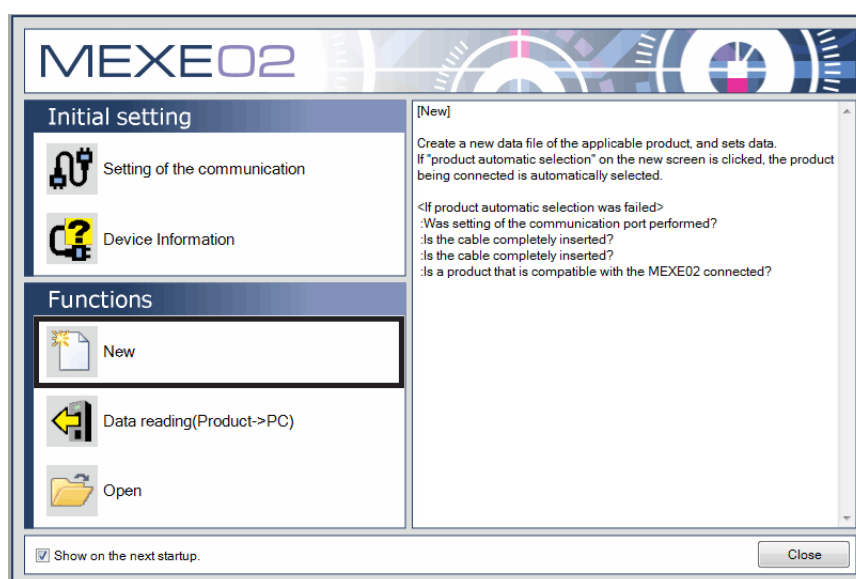 MEXE02
Initial setting
Setting of the communication
Device Information
Functions
New
Data reading(Product->PC)
Open
[New]
Create a new data file of the applicable product, and sets data.
If "product automatic selection" on the new screen is clicked, the product
being connected is automatically selected.
<If product automatic selection was failed>
:Was setting of the communication port performed?
:Is the cable completely inserted?
:Is the cable completely inserted?
:Is a product that is compatible with the MEXE02 connected?
Show on the next startup.
Close